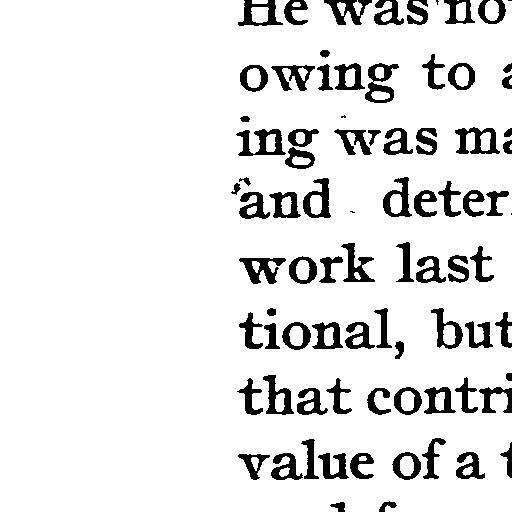 He was not
owing to a
ing was ma
and deter
work last
tional, but
that contri
value of a t